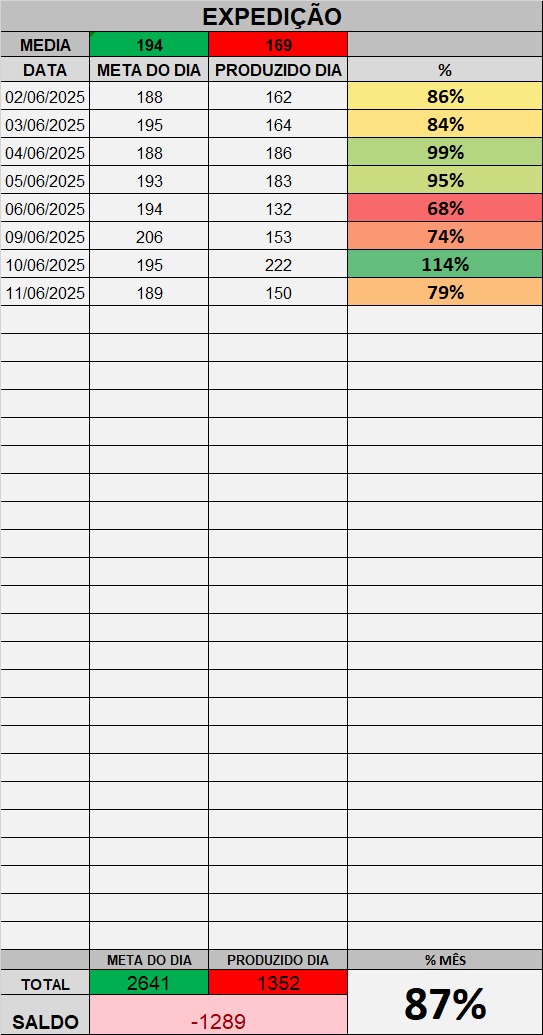 EXPEDIÇÃO
MEDIA 194 169
DATA META DO DIA PRODUZIDO DIA %
02/06/2025 188 162 86%
03/06/2025 195 164 84%
04/06/2025 188 186 99%
05/06/2025 193 183 95%
06/06/2025 194 132 68%
09/06/2025 206 153 74%
10/06/2025 195 222 114%
11/06/2025 189 150 79%
META DO DIA PRODUZIDO DIA % MÊS
TOTAL 2641 1352
SALDO -1289 87%